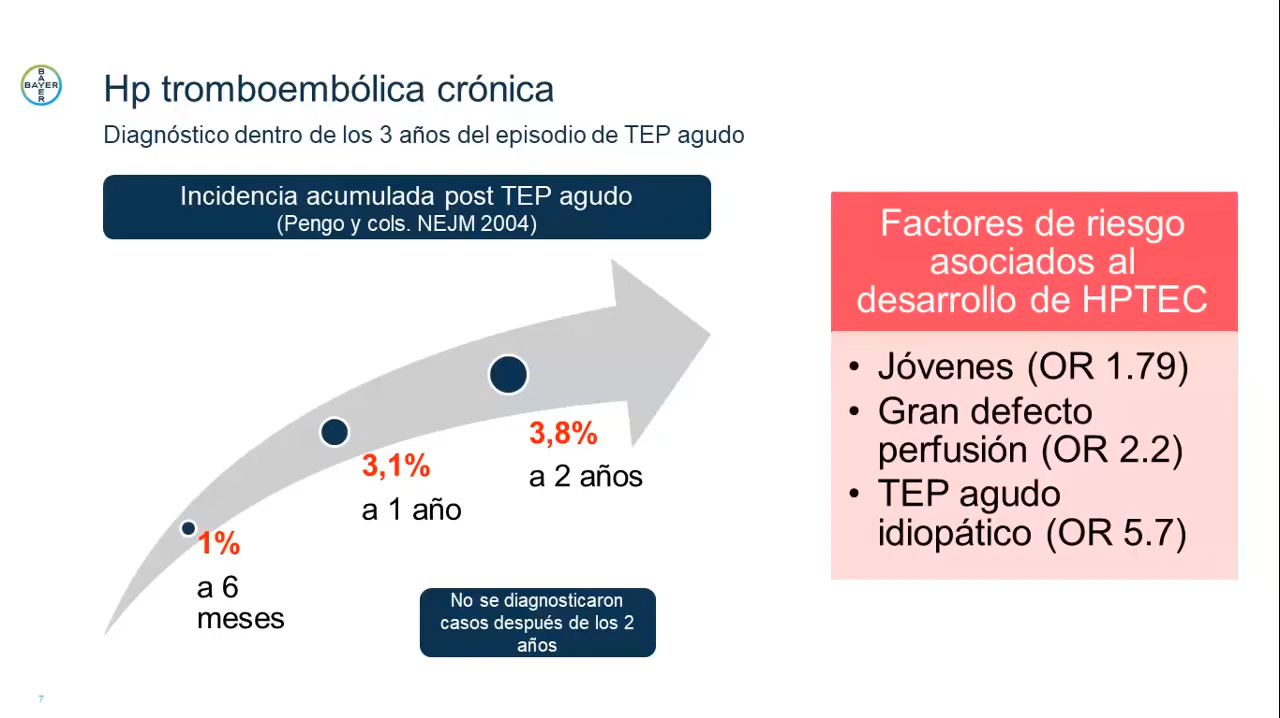 BAYER
BAYER
Hp tromboembólica crónica
Diagnóstico dentro de los 3 años del episodio de TEP agudo
Incidencia acumulada post TEP agudo
(Pengo y cols. NEJM 2004)
Factores de riesgo
asociados al
desarrollo de HPTEC
• Jóvenes (OR 1.79)
• Gran defecto
perfusión (OR 2.2)
• TEP agudo
idiopático (OR 5.7)
1%
a 6
meses
3,1%
a 1 año
3,8%
a 2 años
No se diagnosticaron
casos después de los 2
años
7